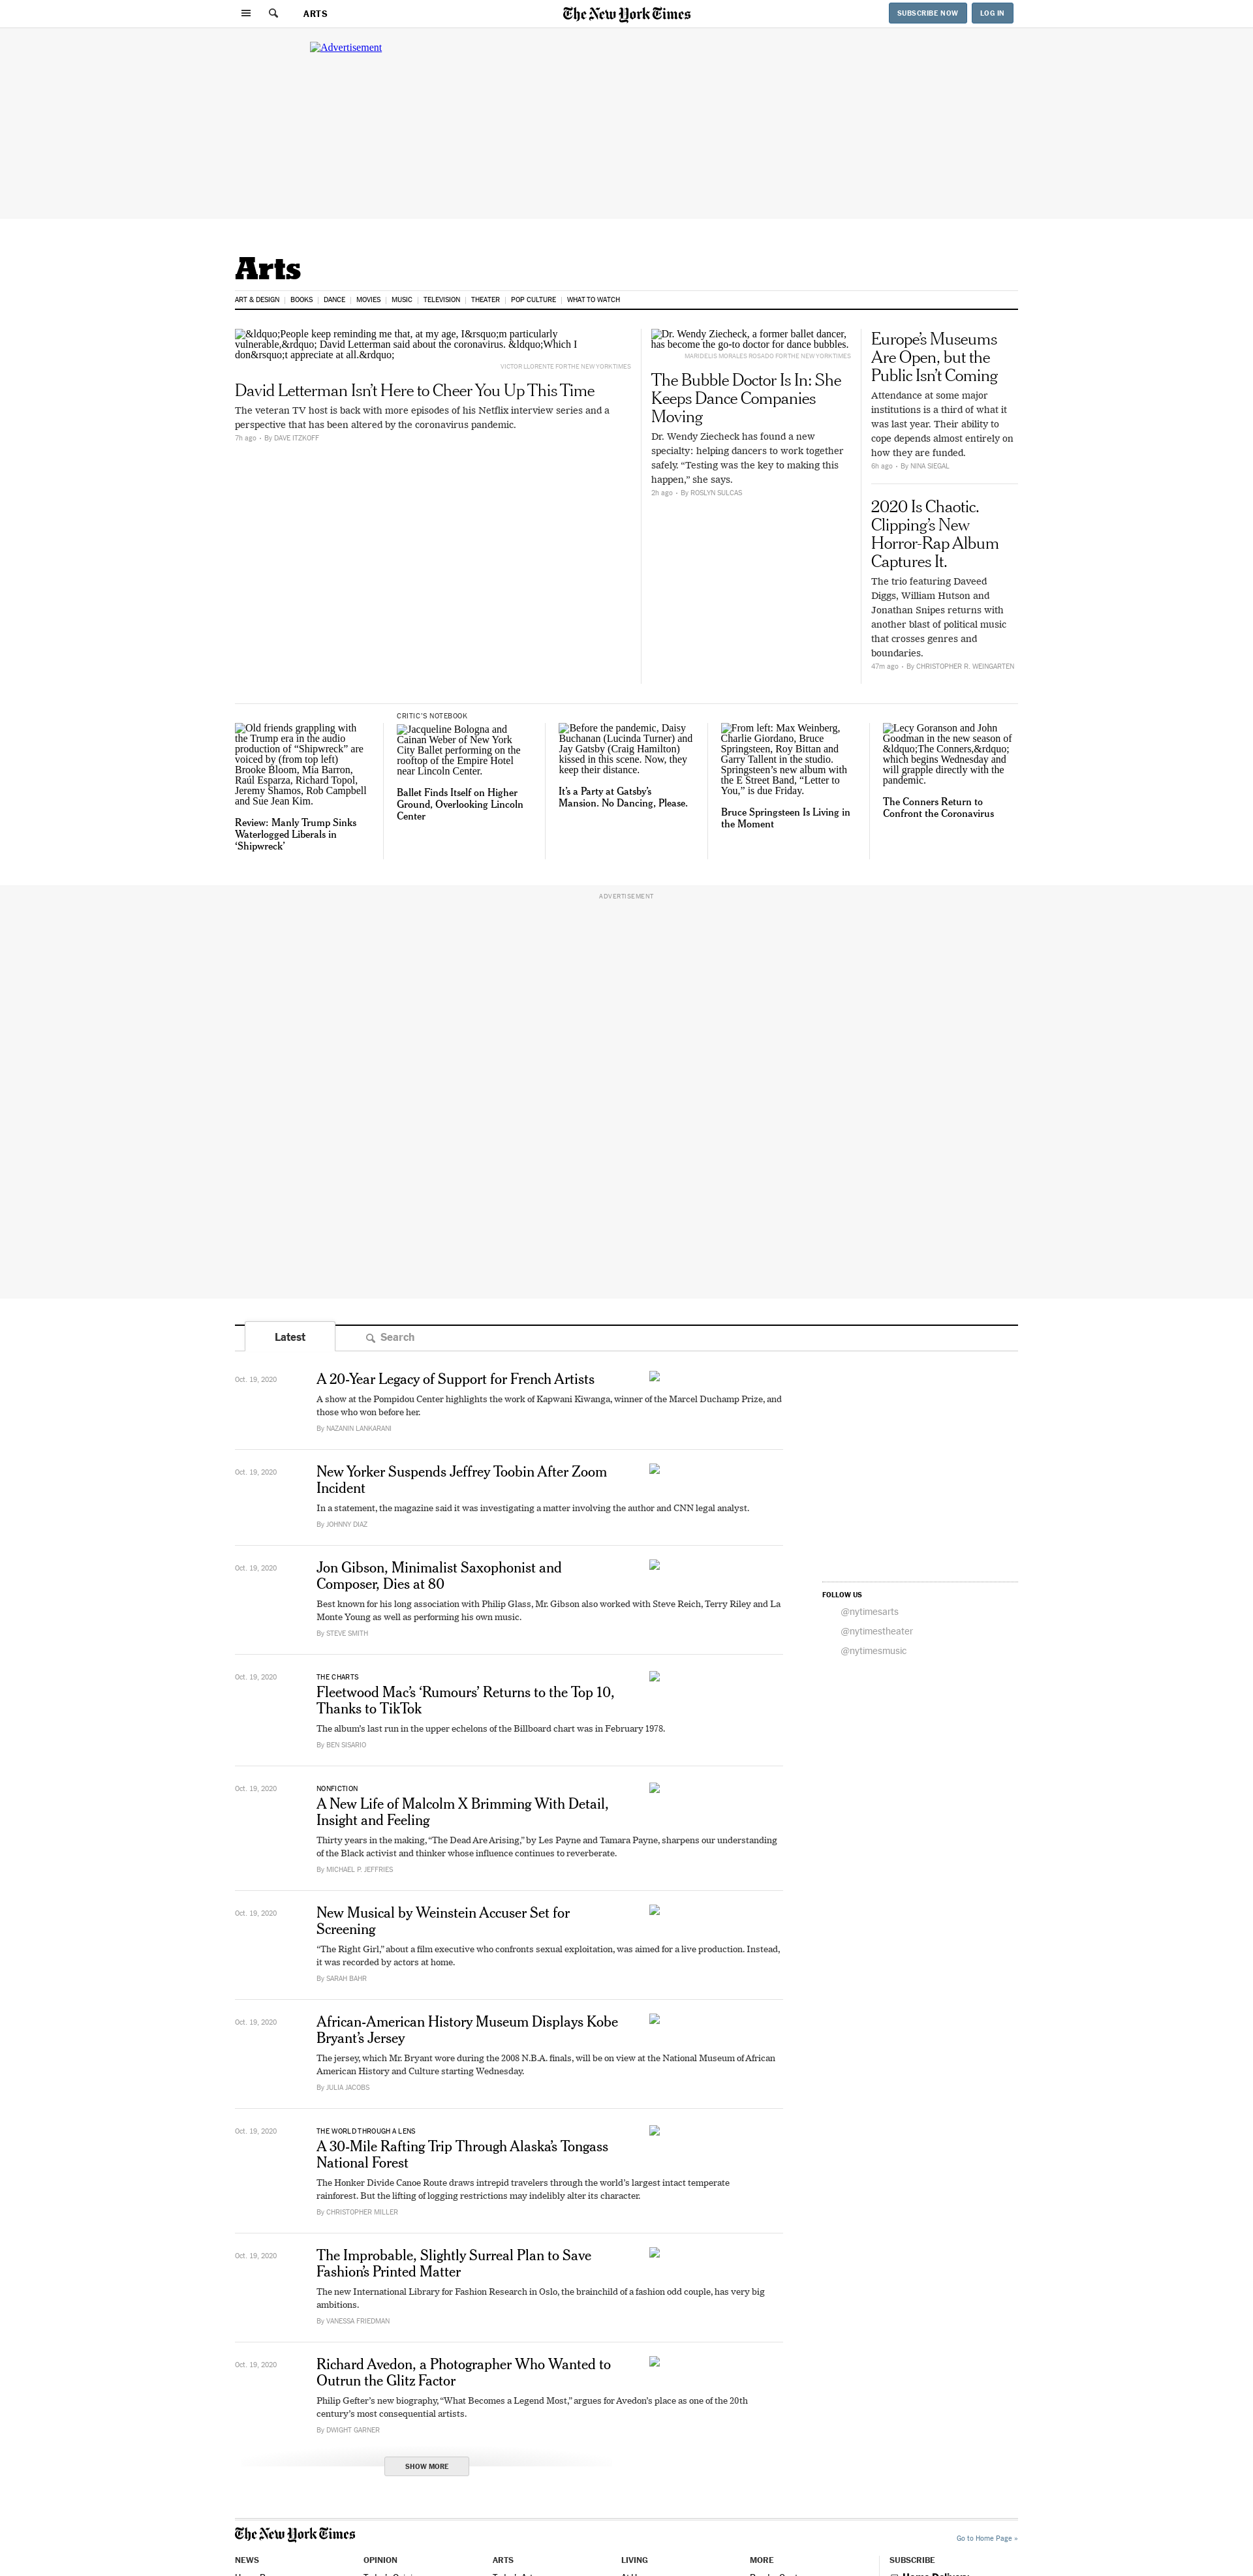 ARTS
The New York Times
SUBSCRIBE NOW
LOG IN
Advertisement
Arts
ART & DESIGN
BOOKS
DANCE
MOVIES
MUSIC
TELEVISION
THEATER
POP CULTURE
WHAT TO WATCH
&ldquo;People keep reminding me that, at my age, I&rsquo;m particularly
vulnerable,&rdquo; David Letterman said about the coronavirus. &ldquo;Which I
don&rsquo;t appreciate at all.&rdquo;
VICTOR LLORENTE FOR THE NEW YORK TIMES
David Letterman Isn’t Here to Cheer You Up This Time
The veteran TV host is back with more episodes of his Netflix interview series and a
perspective that has been altered by the coronavirus pandemic.
7h ago • By DAVE ITZKOFF
Dr. Wendy Ziecheck, a former ballet dancer,
has become the go-to doctor for dance bubbles.
MARIDELIS MORALES ROSADO FOR THE NEW YORK TIMES
The Bubble Doctor Is In: She
Keeps Dance Companies
Moving
Dr. Wendy Ziecheck has found a new
specialty: helping dancers to work together
safely. “Testing was the key to making this
happen,” she says.
2h ago • By ROSLYN SULCAS
Europe’s Museums
Are Open, but the
Public Isn’t Coming
Attendance at some major
institutions is a third of what it
was last year. Their ability to
cope depends almost entirely on
how they are funded.
6h ago • By NINA SIEGAL
2020 Is Chaotic.
Clipping’s New
Horror-Rap Album
Captures It.
The trio featuring Daveed
Diggs, William Hutson and
Jonathan Snipes returns with
another blast of political music
that crosses genres and
boundaries.
47m ago • By CHRISTOPHER R. WEINGARTEN
Old friends grappling with
the Trump era in the audio
production of “Shipwreck” are
voiced by (from top left)
Brooke Bloom, Mia Barron,
Raúl Esparza, Richard Topol,
Jeremy Shamos, Rob Campbell
and Sue Jean Kim.
Review: Manly Trump Sinks
Waterlogged Liberals in
‘Shipwreck’
CRITIC’S NOTEBOOK
Jacqueline Bologna and
Cainan Weber of New York
City Ballet performing on the
rooftop of the Empire Hotel
near Lincoln Center.
Ballet Finds Itself on Higher
Ground, Overlooking Lincoln
Center
Before the pandemic, Daisy
Buchanan (Lucinda Turner) and
Jay Gatsby (Craig Hamilton)
kissed in this scene. Now, they
keep their distance.
It’s a Party at Gatsby’s
Mansion. No Dancing, Please.
From left: Max Weinberg,
Charlie Giordano, Bruce
Springsteen, Roy Bittan and
Garry Tallent in the studio.
Springsteen’s new album with
the E Street Band, “Letter to
You,” is due Friday.
Bruce Springsteen Is Living in
the Moment
Lecy Goranson and John
Goodman in the new season of
&ldquo;The Conners,&rdquo;
which begins Wednesday and
will grapple directly with the
pandemic.
The Conners Return to
Confront the Coronavirus
ADVERTISEMENT
Latest
Search
Oct. 19, 2020
A 20-Year Legacy of Support for French Artists
A show at the Pompidou Center highlights the work of Kapwani Kiwanga, winner of the Marcel Duchamp Prize, and
those who won before her.
By NAZANIN LANKARANI
Oct. 19, 2020
New Yorker Suspends Jeffrey Toobin After Zoom
Incident
In a statement, the magazine said it was investigating a matter involving the author and CNN legal analyst.
By JOHNNY DIAZ
Oct. 19, 2020
Jon Gibson, Minimalist Saxophonist and
Composer, Dies at 80
Best known for his long association with Philip Glass, Mr. Gibson also worked with Steve Reich, Terry Riley and La
Monte Young as well as performing his own music.
By STEVE SMITH
FOLLOW US
@nytimesarts
@nytimestheater
@nytimesmusic
Oct. 19, 2020
THE CHARTS
Fleetwood Mac’s ‘Rumours’ Returns to the Top 10,
Thanks to TikTok
The album’s last run in the upper echelons of the Billboard chart was in February 1978.
By BEN SISARIO
Oct. 19, 2020
NONFICTION
A New Life of Malcolm X Brimming With Detail,
Insight and Feeling
Thirty years in the making, “The Dead Are Arising,” by Les Payne and Tamara Payne, sharpens our understanding
of the Black activist and thinker whose influence continues to reverberate.
By MICHAEL P. JEFFRIES
Oct. 19, 2020
New Musical by Weinstein Accuser Set for
Screening
“The Right Girl,” about a film executive who confronts sexual exploitation, was aimed for a live production. Instead,
it was recorded by actors at home.
By SARAH BAHR
Oct. 19, 2020
African-American History Museum Displays Kobe
Bryant’s Jersey
The jersey, which Mr. Bryant wore during the 2008 N.B.A. finals, will be on view at the National Museum of African
American History and Culture starting Wednesday.
By JULIA JACOBS
Oct. 19, 2020
THE WORLD THROUGH A LENS
A 30-Mile Rafting Trip Through Alaska’s Tongass
National Forest
The Honker Divide Canoe Route draws intrepid travelers through the world’s largest intact temperate
rainforest. But the lifting of logging restrictions may indelibly alter its character.
By CHRISTOPHER MILLER
Oct. 19, 2020
The Improbable, Slightly Surreal Plan to Save
Fashion’s Printed Matter
The new International Library for Fashion Research in Oslo, the brainchild of a fashion odd couple, has very big
ambitions.
By VANESSA FRIEDMAN
Oct. 19, 2020
Richard Avedon, a Photographer Who Wanted to
Outrun the Glitz Factor
Philip Gefter’s new biography, “What Becomes a Legend Most,” argues for Avedon’s place as one of the 20th
century’s most consequential artists.
By DWIGHT GARNER
SHOW MORE
The New York Times
Go to Home Page »
NEWS
OPINION
ARTS
LIVING
MORE
SUBSCRIBE